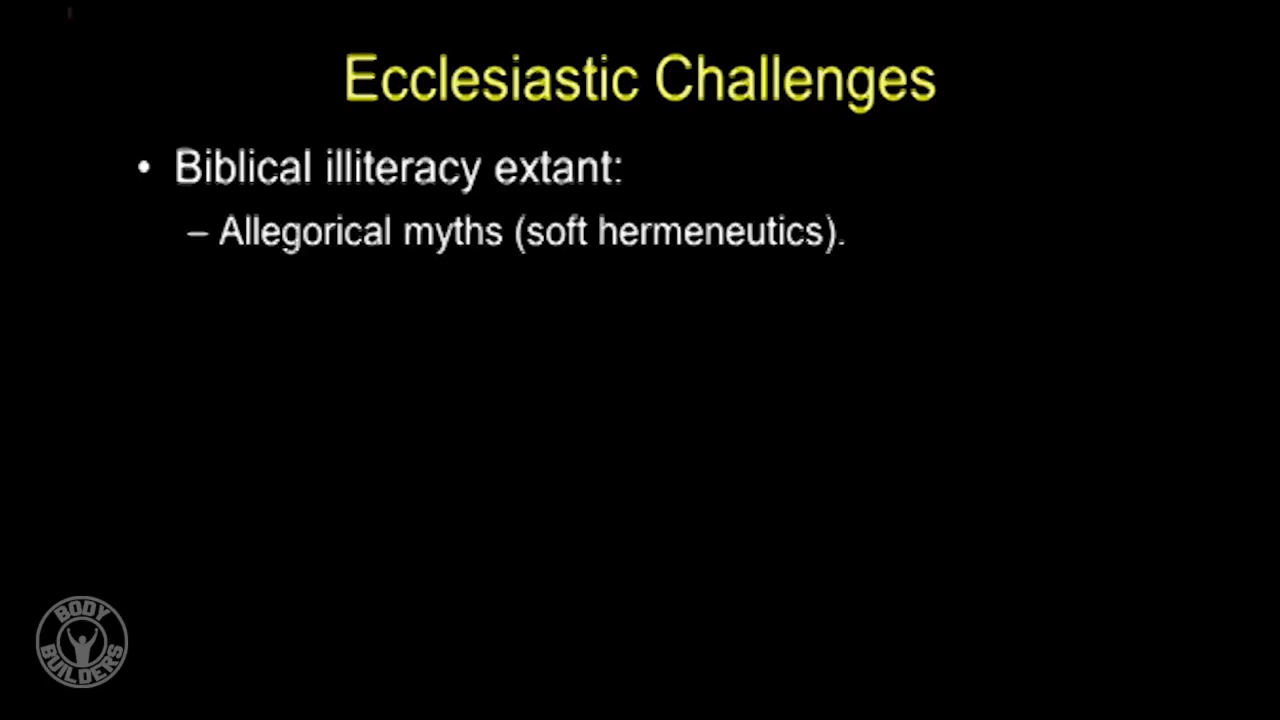 Ecclesiastic Challenges
• Biblical illiteracy extant:
– Allegorical myths (soft hermeneutics).
BODY
BUILDERS